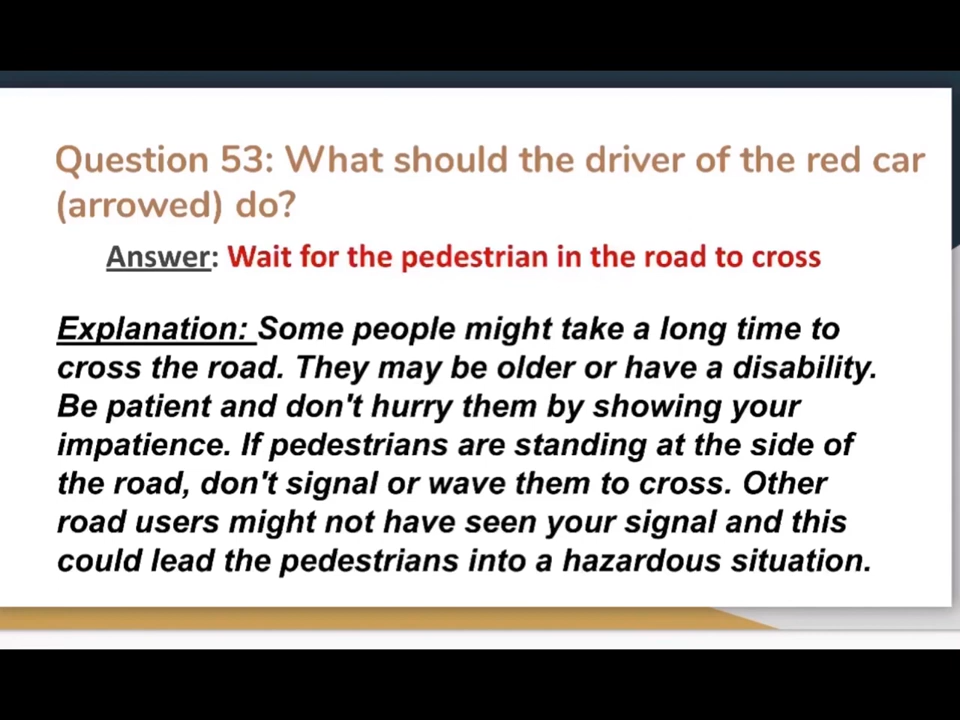 Question 53: What should the driver of the red car
(arrowed) do?
Answer: Wait for the pedestrian in the road to cross
Explanation: Some people might take a long time to
cross the road. They may be older or have a disability.
Be patient and don't hurry them by showing your
impatience. If pedestrians are standing at the side of
the road, don't signal or wave them to cross. Other
road users might not have seen your signal and this
could lead the pedestrians into a hazardous situation.